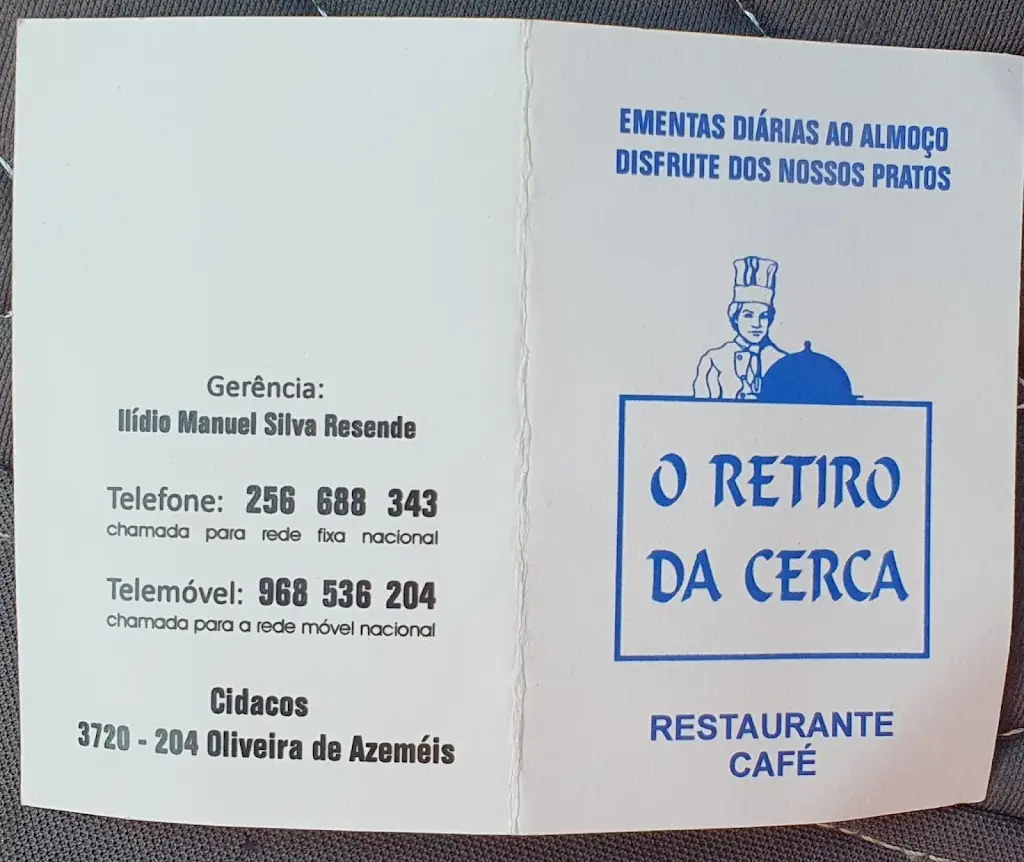 Gerência:
Ilídio Manuel Silva Resende
Telefone: 256 688 343
chamada para rede fixa nacional
Telemóvel: 968 536 204
chamada para a rede móvel nacional
Cidacos
3720 - 204 Oliveira de Azeméis
EMENTAS DIÁRIAS AO ALMOÇO
DISFRUTE DOS NOSSOS PRATOS
O RETIRO
DA CERCA
RESTAURANTE
CAFÉ